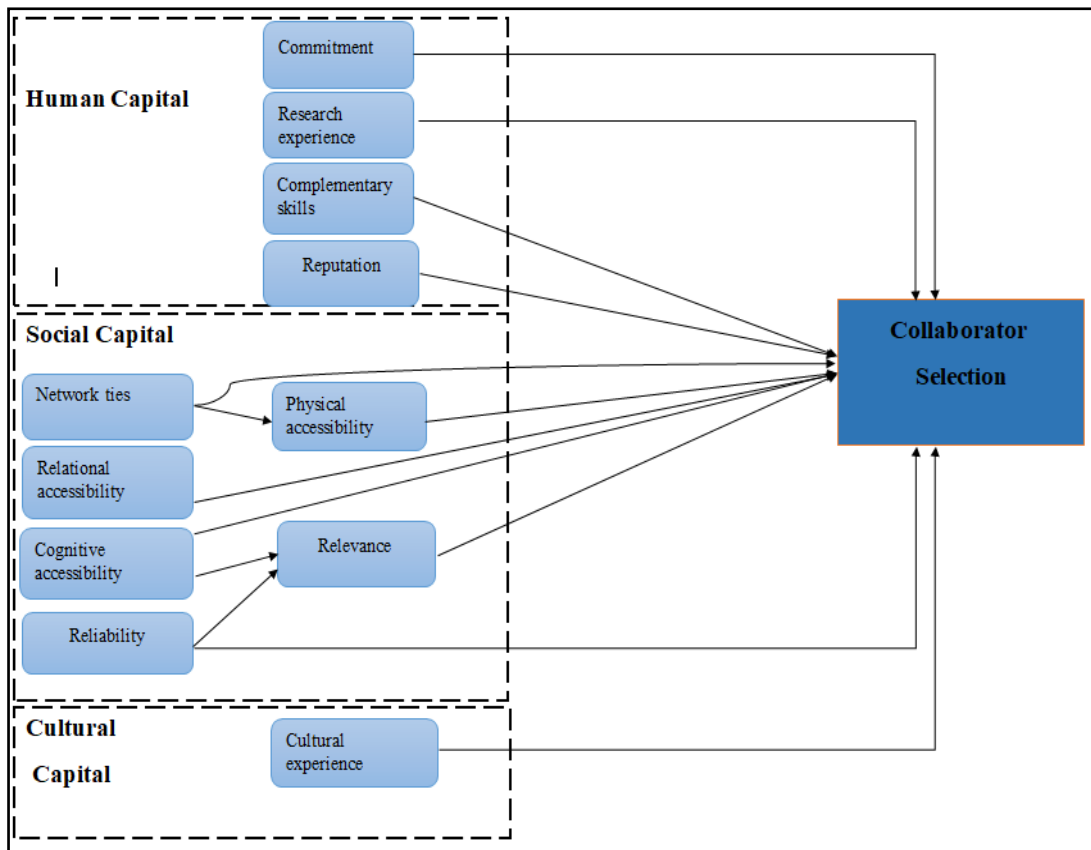 Human Capital
Commitment
Research
experience
Complementary
skills
Reputation
Social Capital
Network ties
Physical
accessibility
Relational
accessibility
Cognitive
accessibility
Relevance
Reliability
Cultural
Capital
Cultural
experience
Collaborator
Selection